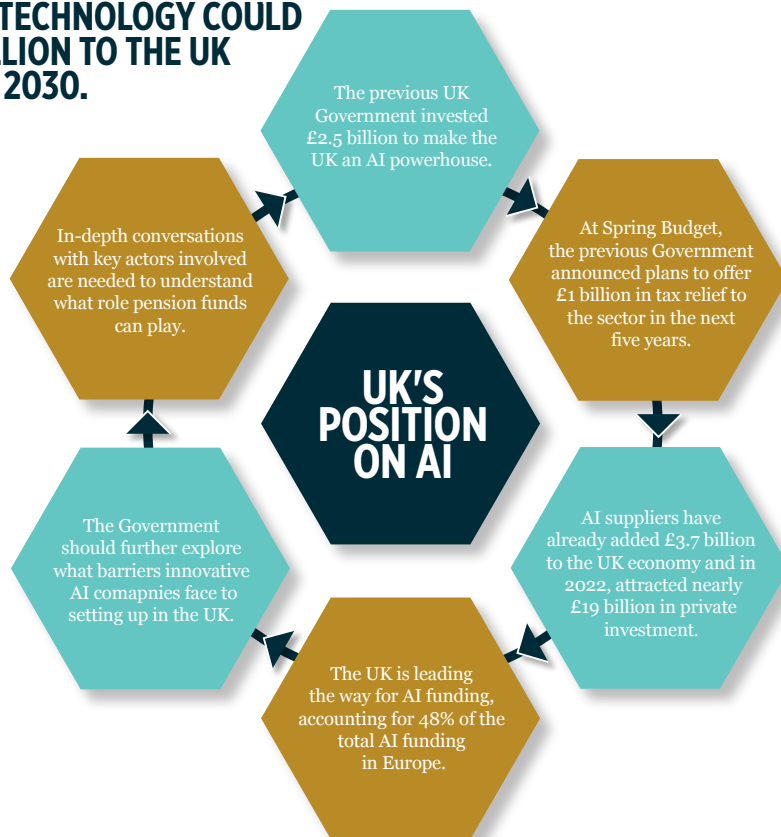 TECHNOLOGY COULD
LION TO THE UK
2030.
The previous UK
Government invested
£2.5 billion to make the
UK an AI powerhouse.
At Spring Budget,
the previous Government
announced plans to offer
£1 billion in tax relief to
the sector in the next
five years.
AI suppliers have
already added £3.7 billion
to the UK economy and in
2022, attracted nearly
£19 billion in private
investment.
The UK is leading
the way for AI funding,
accounting for 48% of the
total AI funding
in Europe.
The Government
should further explore
what barriers innovative
AI comapnies face to
setting up in the UK.
In-depth conversations
with key actors involved
are needed to understand
what role pension funds
can play.
UK'S
POSITION
ON AI